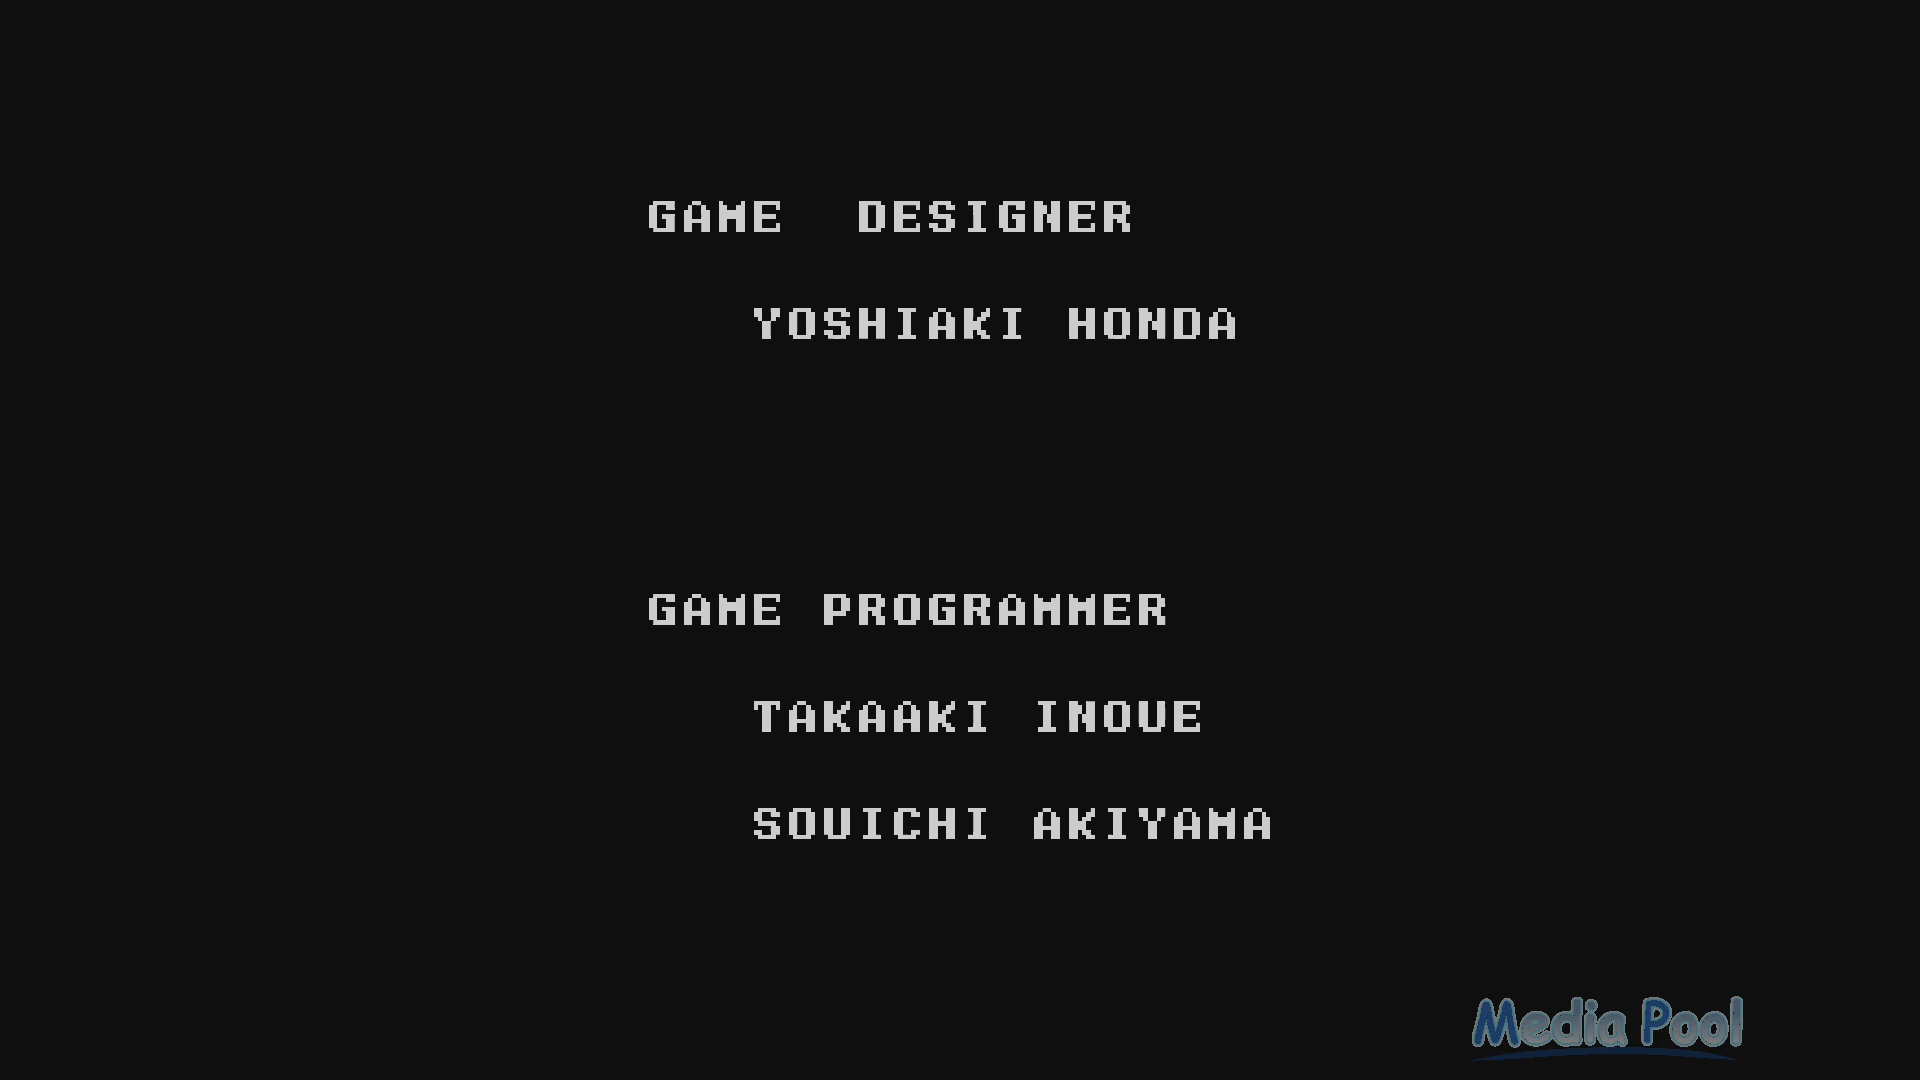 GAME  DESIGNER
YOSHIAKI HONDA
GAME PROGRAMMER
TAKAAKI INOUE
SOUICHI AKIYAMA
Media Pool